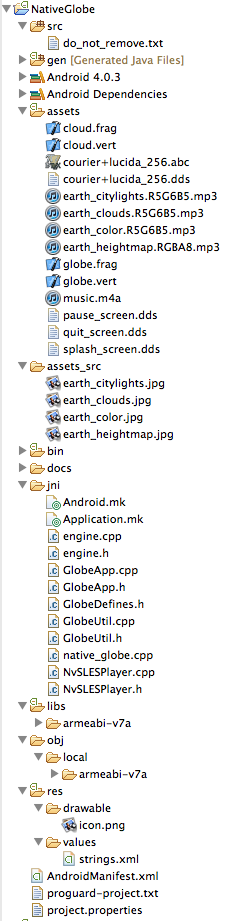 NativeGlobe
src
do_not_remove.txt
gen [Generated Java Files]
Android 4.0.3
Android Dependencies
assets
cloud.frag
cloud.vert
courier+lucida_256.abc
courier+lucida_256.dds
earth_citylights.R5G6B5.mp3
earth_clouds.R5G6B5.mp3
earth_color.R5G6B5.mp3
earth_heightmap.RGBA8.mp3
globe.frag
globe.vert
music.m4a
pause_screen.dds
quit_screen.dds
splash_screen.dds
assets_src
earth_citylights.jpg
earth_clouds.jpg
earth_color.jpg
earth_heightmap.jpg
bin
docs
jni
Android.mk
Application.mk
engine.cpp
engine.h
GlobeApp.cpp
GlobeApp.h
GlobeDefines.h
GlobeUtil.cpp
GlobeUtil.h
native_globe.cpp
NvSLESPlayer.cpp
NvSLESPlayer.h
libs
armeabi-v7a
obj
local
armeabi-v7a
res
drawable
icon.png
values
strings.xml
AndroidManifest.xml
proguard-project.txt
project.properties